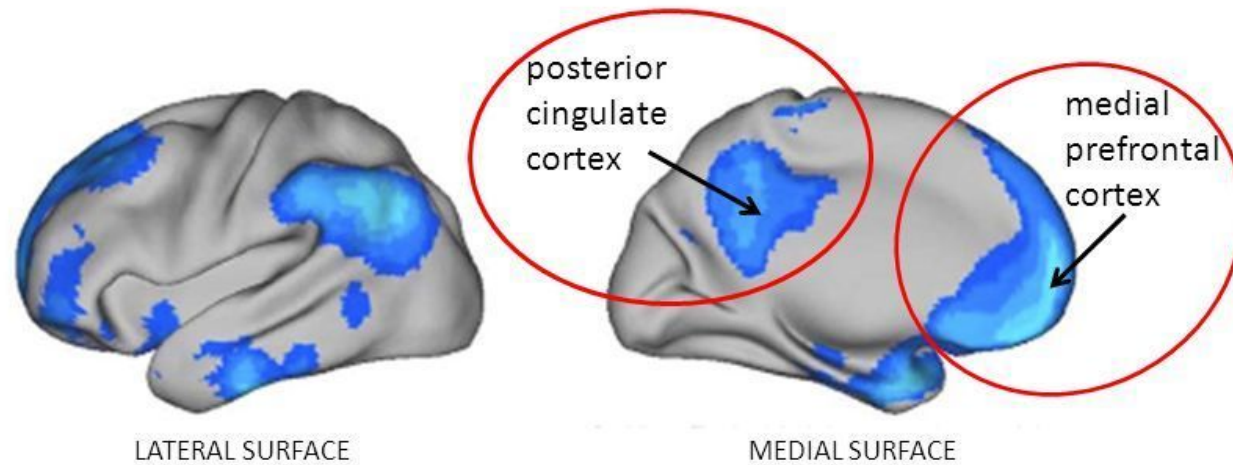 posterior
cingulate
cortex
medial
prefrontal
cortex
LATERAL SURFACE
MEDIAL SURFACE